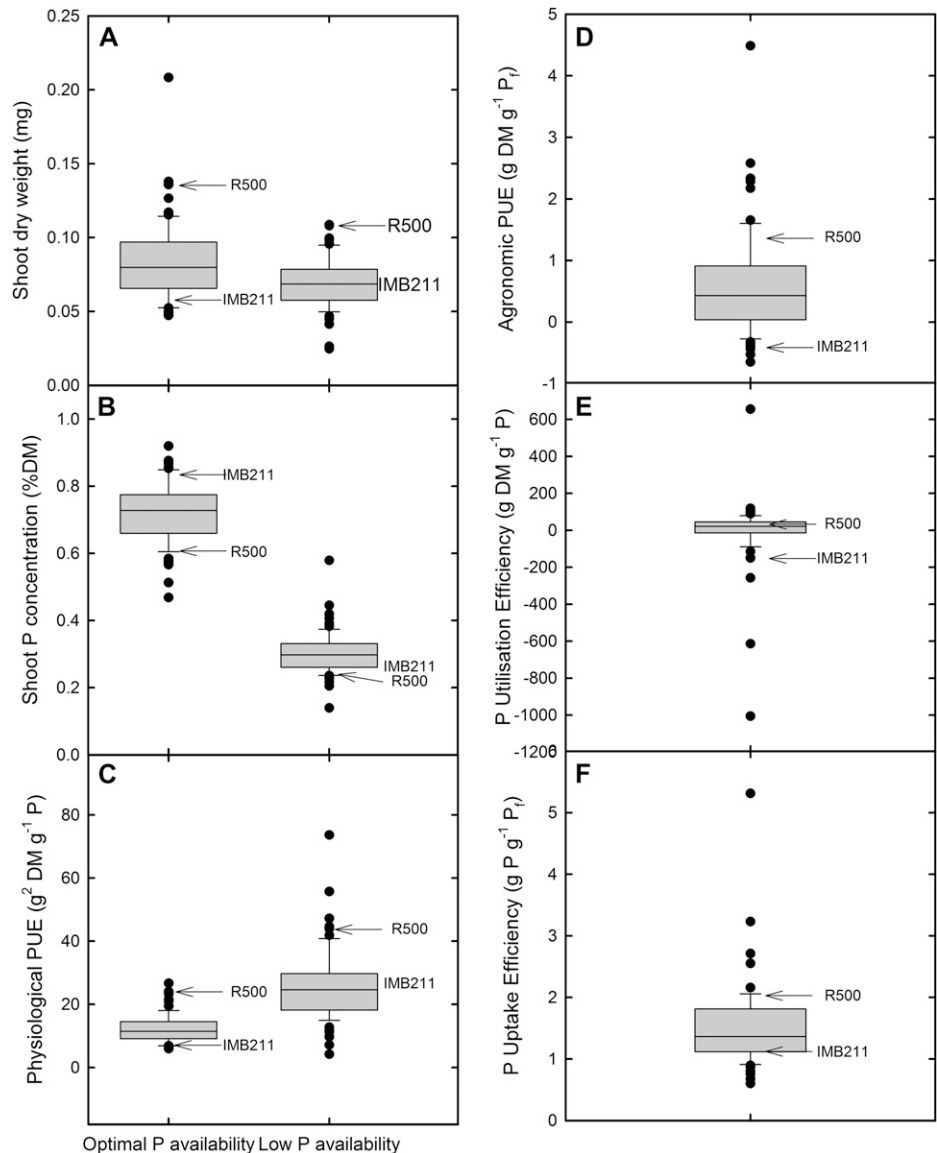 A
Shoot dry weight (mg)
0.25
0.20
0.15
0.10
0.05
0.00
R500
IMB211
R500
IMB211
B
Shoot P concentration (%DM)
1.0
0.8
0.6
0.4
0.2
0.0
IMB211
R500
IMB211
R500
C
Physiological PUE (g² DM g⁻¹ P)
80
60
40
20
0
R500
IMB211
R500
IMB211
Optimal P availability Low P availability
D
Agronomic PUE (g DM g⁻¹ Pf)
5
4
3
2
1
0
-1
R500
IMB211
E
P Utilisation Efficiency (g DM g⁻¹ P)
600
400
200
0
-200
-400
-600
-800
-1000
-1200
R500
IMB211
F
P Uptake Efficiency (g P g⁻¹ Pf)
6
5
4
3
2
1
0
R500
IMB211